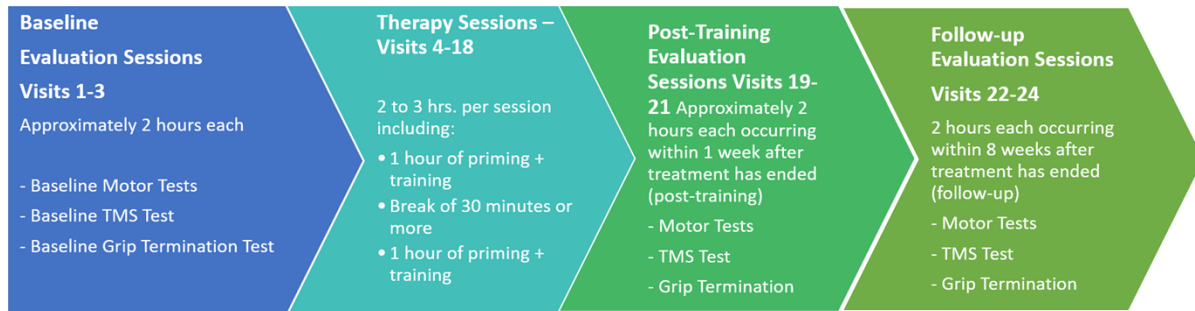 Baseline
Evaluation Sessions
Visits 1-3
Approximately 2 hours each
- Baseline Motor Tests
- Baseline TMS Test
- Baseline Grip Termination Test
Therapy Sessions –
Visits 4-18
2 to 3 hrs. per session
including:
• 1 hour of priming +
training
• Break of 30 minutes or
more
• 1 hour of priming +
training
Post-Training
Evaluation
Sessions Visits 19-
21 Approximately 2
hours each occurring
within 1 week after
treatment has ended
(post-training)
- Motor Tests
- TMS Test
- Grip Termination
Follow-up
Evaluation Sessions
Visits 22-24
2 hours each occurring
within 8 weeks after
treatment has ended
(follow-up)
- Motor Tests
- TMS Test
- Grip Termination